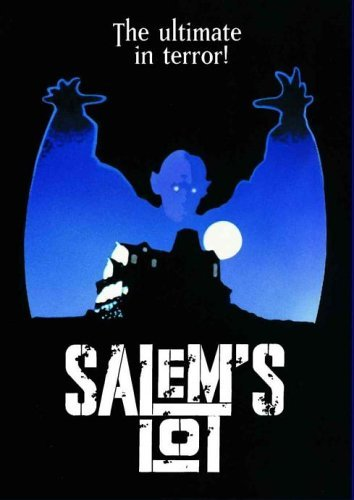 The ultimate
in terror!
SALEM'S
LOT